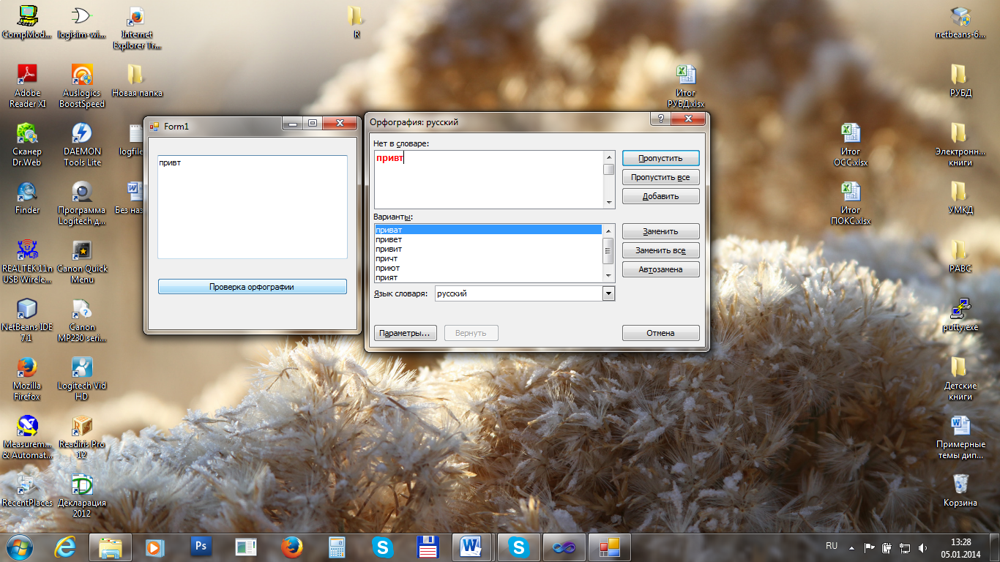 CompMod...
logisim-wi...
Internet
Explorer Tr...
R
netbeans-6...
Adobe
Reader XI
Auslogics
BoostSpeed
Новая папка
Итог
РУБД.xlsx
РУБД
Сканер
Dr.Web
DAEMON
Tools Lite
logfile
Итог
ОСС.xlsx
Электронн...
книги
Finder
Программа
Logitech д...
Без наз
Итог
ПОКС.xlsx
УМКД
REALTEK 11n
USB Wirele...
Canon Quick
Menu
РАВС
NetBeans IDE
7.1
Canon
MP230 seri...
putty.exe
Mozilla
Firefox
Logitech Vid
HD
Детские
книги
Measurem...
& Automat...
Readiris Pro
12
Примерные
темы дип...
RecentPlaces
Декларация
2012
Корзина
Form1
привт
Проверка орфографии
Орфография: русский
Нет в словаре:
привт
Пропустить
Пропустить все
Добавить
Варианты:
приват
привет
привит
причт
приют
прият
Заменить
Заменить все
Автозамена
Язык словаря: русский
Параметры...
Вернуть
Отмена
Ps
RU
13:28
05.01.2014